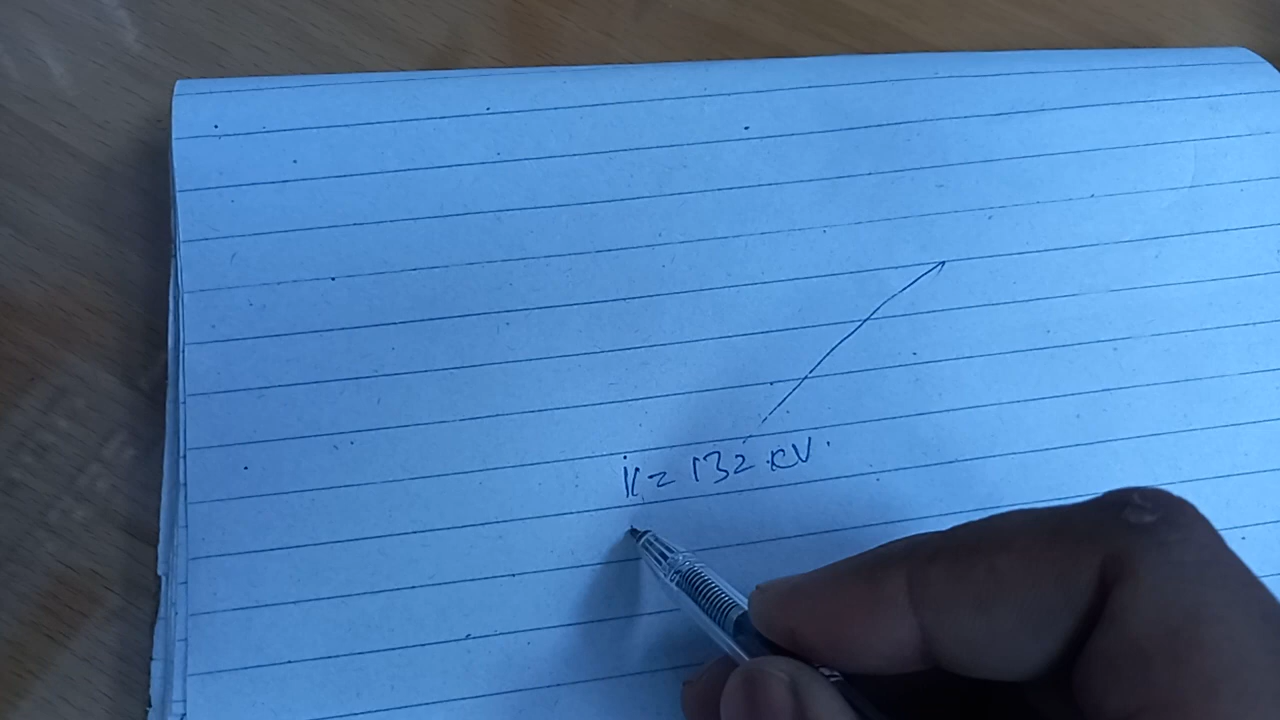 V = 132 KV.